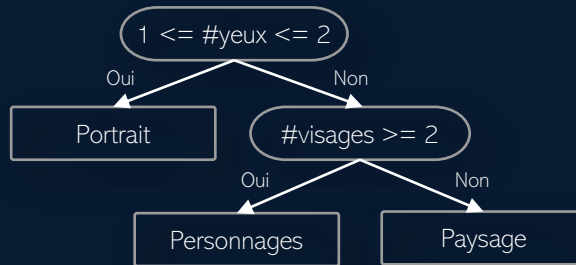 1 <= #yeux <= 2
Oui
Non
Portrait
#visages >= 2
Oui
Non
Personnages
Paysage